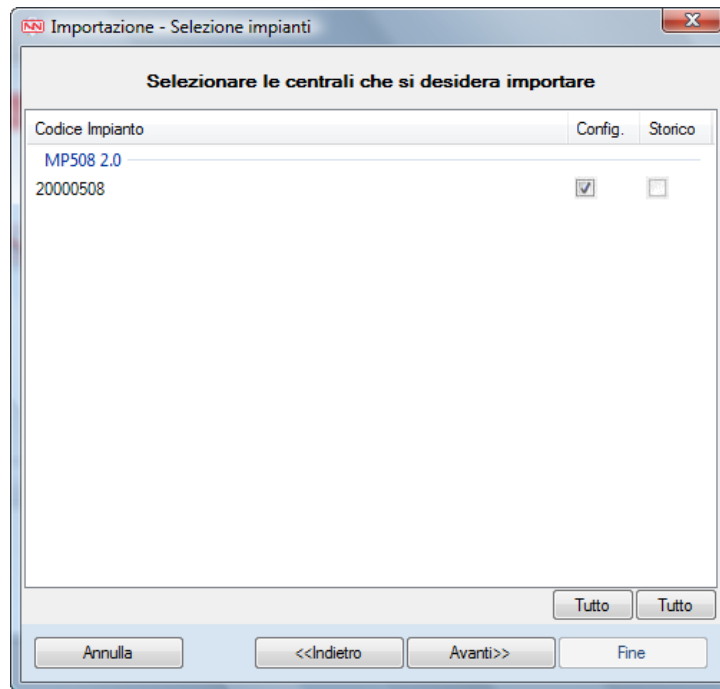 Importazione - Selezione impianti
Selezionare le centrali che si desidera importare
Codice Impianto Config. Storico
MP508 2.0
20000508
Tutto Tutto
Annulla <<Indietro Avanti>> Fine